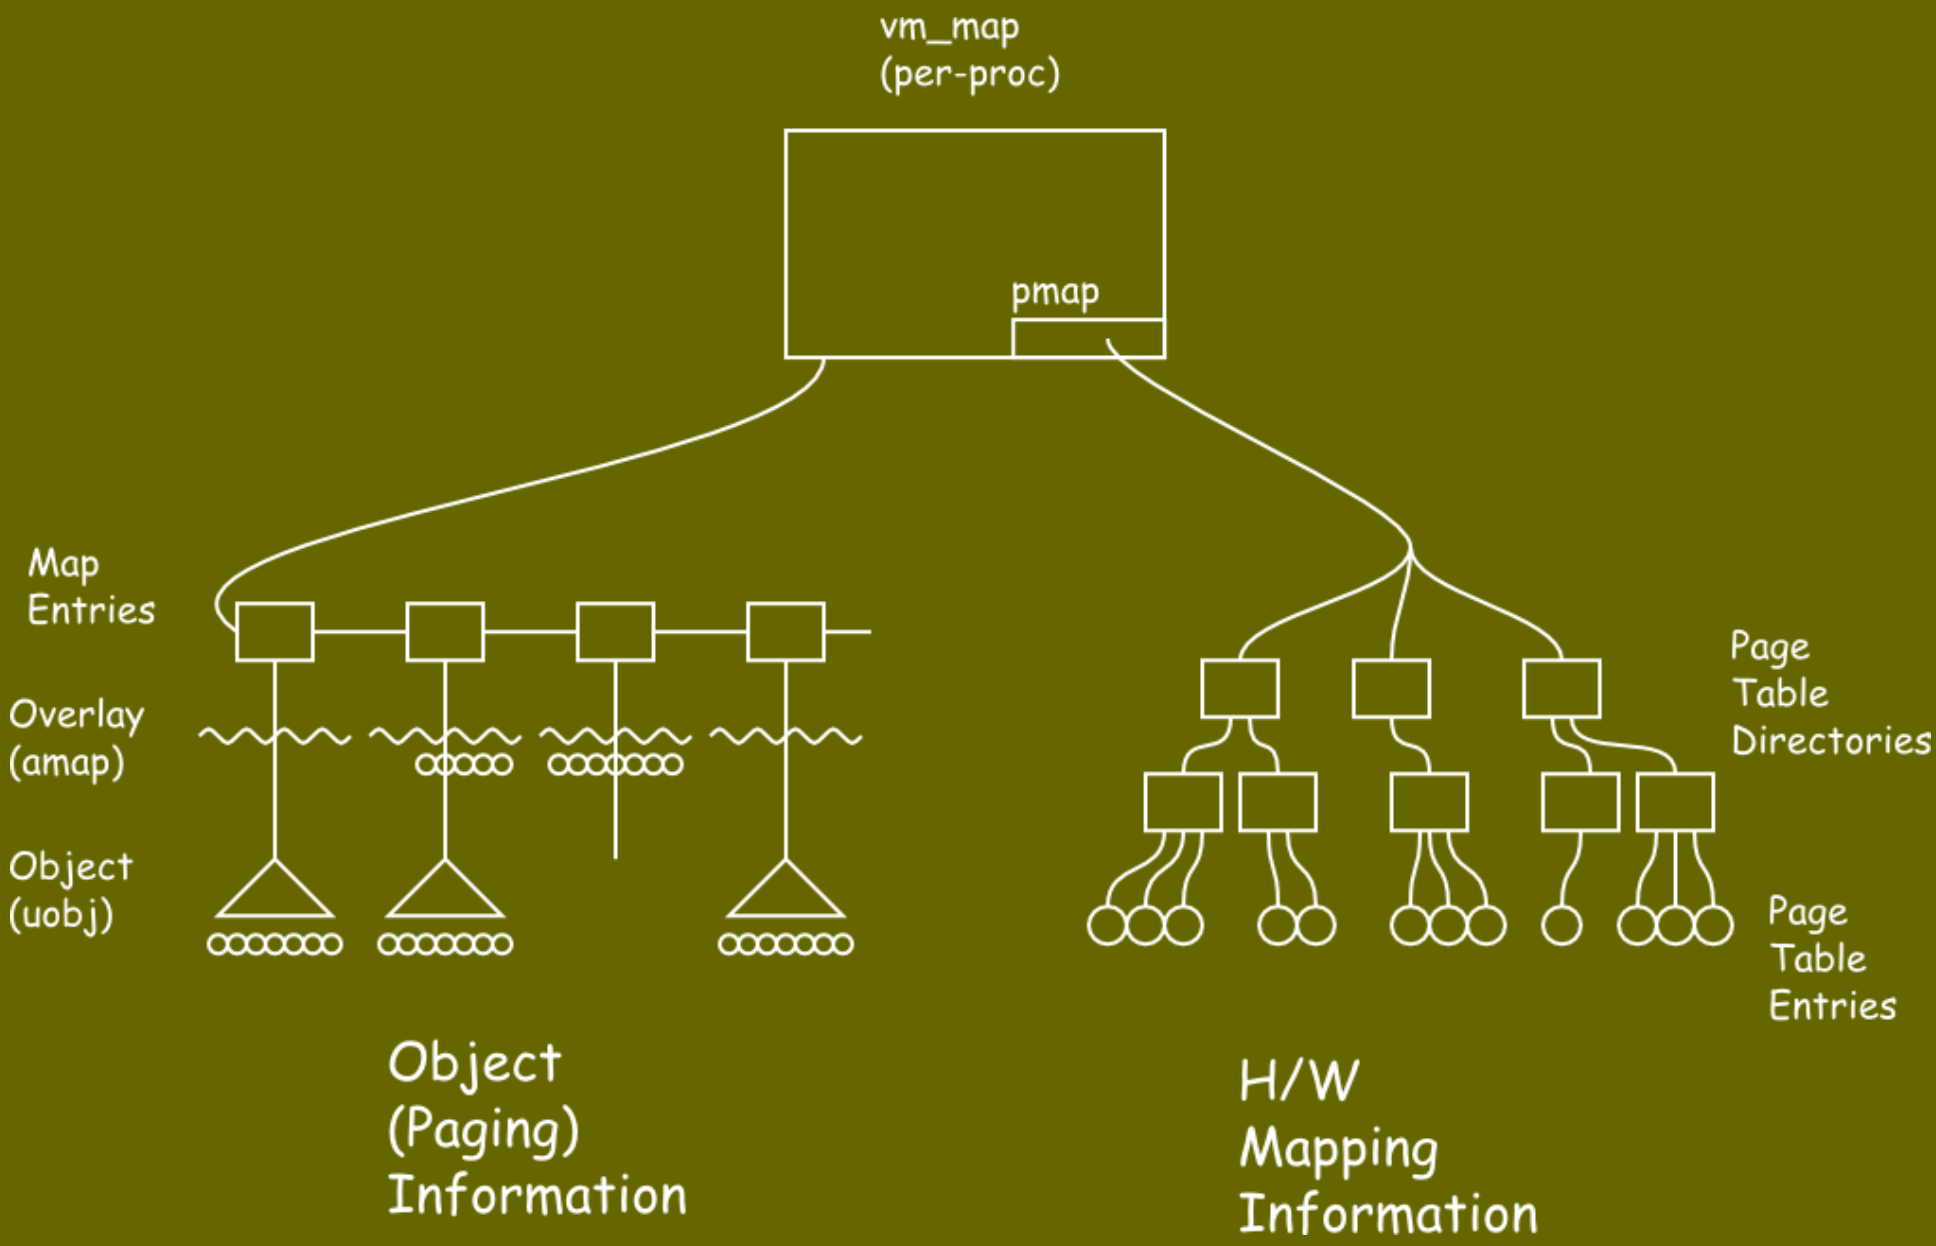 vm_map
(per-proc)
pmap
Map
Entries
Overlay
(amap)
Object
(uobj)
Page
Table
Directories
Page
Table
Entries
Object
(Paging)
Information
H/W
Mapping
Information